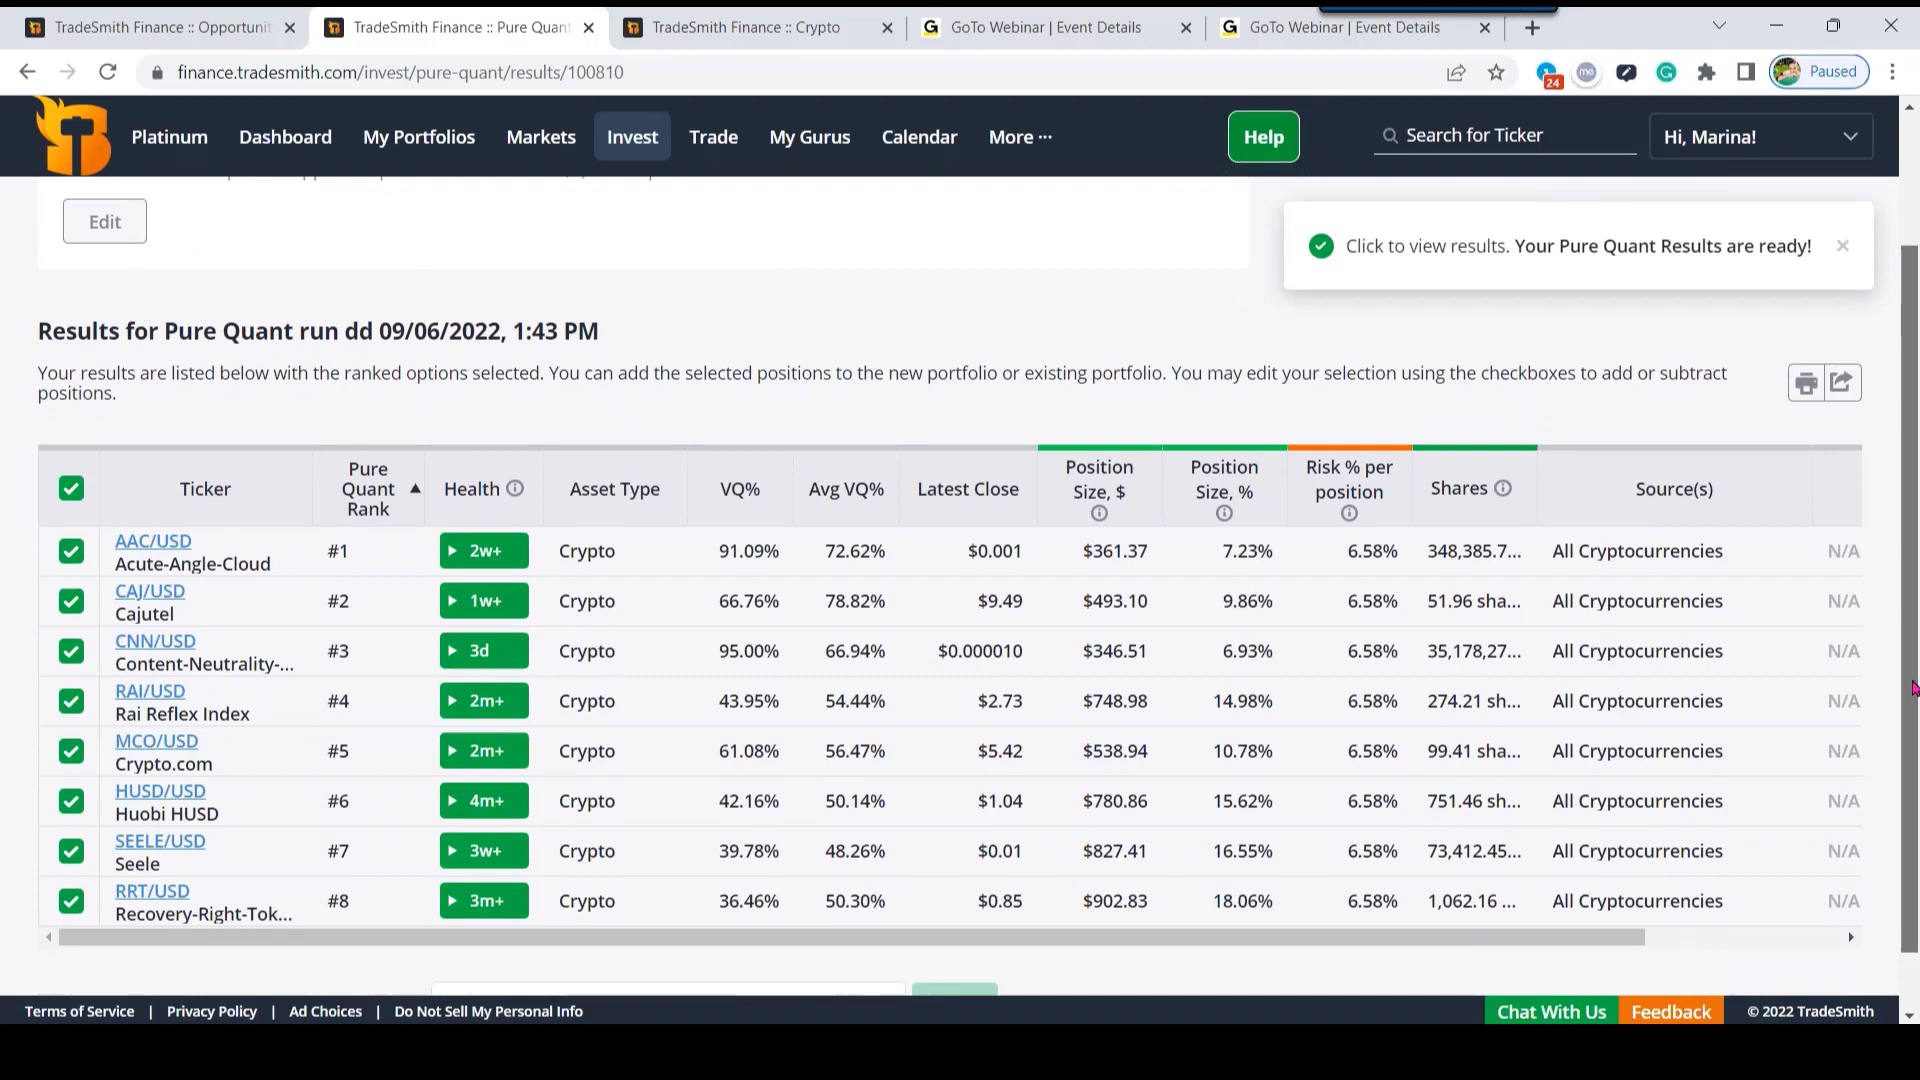 TradeSmith Finance :: Opportunit
TradeSmith Finance :: Pure Quant
TradeSmith Finance :: Crypto
G GoTo Webinar | Event Details
G GoTo Webinar | Event Details
finance.tradesmith.com/invest/pure-quant/results/100810
24
me
G
Paused
Platinum
Dashboard
My Portfolios
Markets
Invest
Trade
My Gurus
Calendar
More ···
Help
Search for Ticker
Hi, Marina!
Edit
Click to view results. Your Pure Quant Results are ready!
Results for Pure Quant run dd 09/06/2022, 1:43 PM
Your results are listed below with the ranked options selected. You can add the selected positions to the new portfolio or existing portfolio. You may edit your selection using the checkboxes to add or subtract
positions.
Ticker
Pure
Quant
Rank
Health
Asset Type
VQ%
Avg VQ%
Latest Close
Position
Size, $
Position
Size, %
Risk % per
position
Shares
Source(s)
AAC/USD
Acute-Angle-Cloud
#1 2w+ Crypto 91.09% 72.62% $0.001 $361.37 7.23% 6.58% 348,385.7... All Cryptocurrencies N/A
CAJ/USD
Cajutel
#2 1w+ Crypto 66.76% 78.82% $9.49 $493.10 9.86% 6.58% 51.96 sha... All Cryptocurrencies N/A
CNN/USD
Content-Neutrality-...
#3 3d Crypto 95.00% 66.94% $0.000010 $346.51 6.93% 6.58% 35,178,27... All Cryptocurrencies N/A
RAI/USD
Rai Reflex Index
#4 2m+ Crypto 43.95% 54.44% $2.73 $748.98 14.98% 6.58% 274.21 sh... All Cryptocurrencies N/A
MCO/USD
Crypto.com
#5 2m+ Crypto 61.08% 56.47% $5.42 $538.94 10.78% 6.58% 99.41 sha... All Cryptocurrencies N/A
HUSD/USD
Huobi HUSD
#6 4m+ Crypto 42.16% 50.14% $1.04 $780.86 15.62% 6.58% 751.46 sh... All Cryptocurrencies N/A
SEELE/USD
Seele
#7 3w+ Crypto 39.78% 48.26% $0.01 $827.41 16.55% 6.58% 73,412.45... All Cryptocurrencies N/A
RRT/USD
Recovery-Right-Tok...
#8 3m+ Crypto 36.46% 50.30% $0.85 $902.83 18.06% 6.58% 1,062.16 ... All Cryptocurrencies N/A
Terms of Service | Privacy Policy | Ad Choices | Do Not Sell My Personal Info
Chat With Us
Feedback
© 2022 TradeSmith